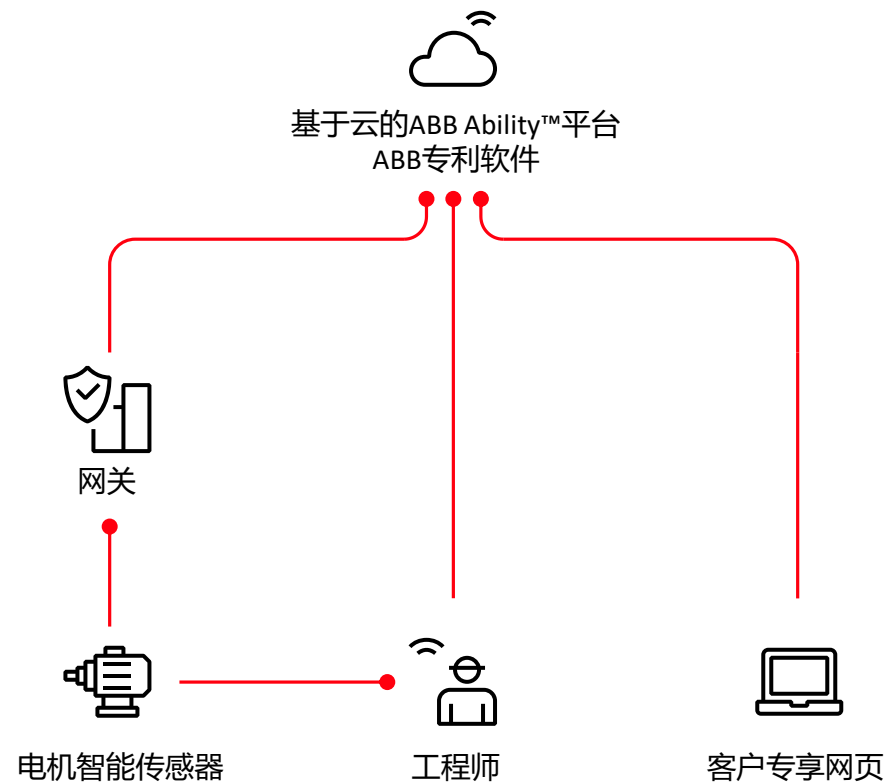 基于云的ABB Ability™平台
ABB专利软件
网关
电机智能传感器
工程师
客户专享网页